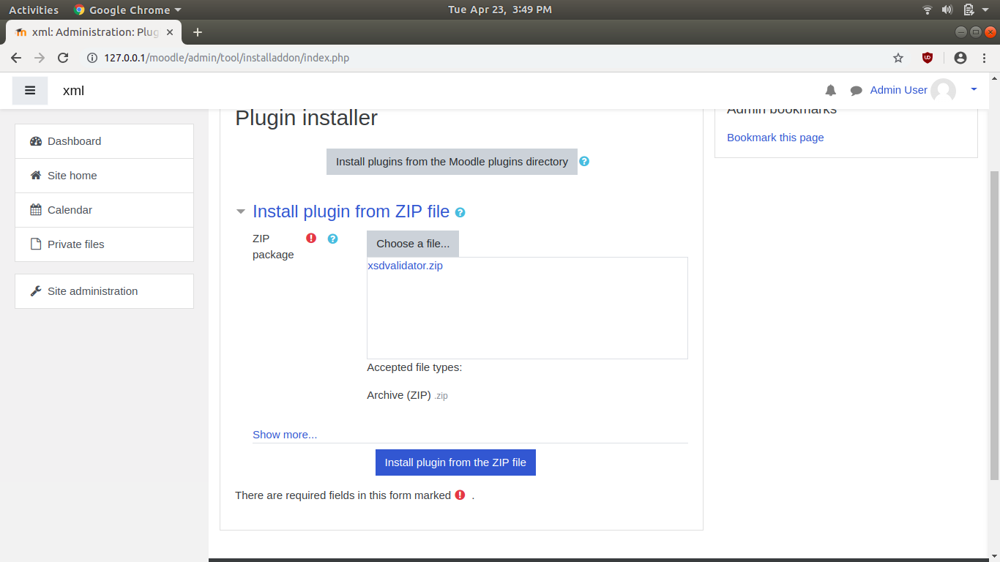 Activities Google Chrome Tue Apr 23, 3:49 PM
xml: Administration: Plug
127.0.0.1/moodle/admin/tool/installaddon/index.php
xml Admin User
Dashboard
Site home
Calendar
Private files
Site administration
Plugin installer
Install plugins from the Moodle plugins directory
Install plugin from ZIP file
ZIP
package
Choose a file...
xsdvalidator.zip
Accepted file types:
Archive (ZIP) .zip
Show more...
Install plugin from the ZIP file
There are required fields in this form marked .
Admin bookmarks
Bookmark this page